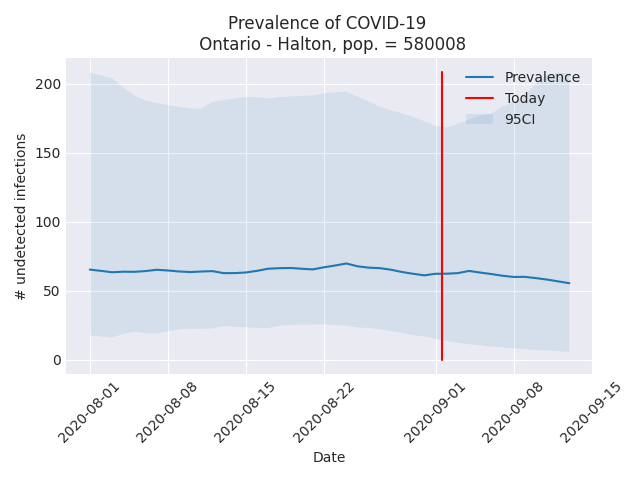 Prevalence of COVID-19
Ontario - Halton, pop. = 580008
# undetected infections
200
150
100
50
0
Prevalence
Today
95CI
2020-08-01
2020-08-08
2020-08-15
2020-08-22
2020-09-01
2020-09-08
2020-09-15
Date